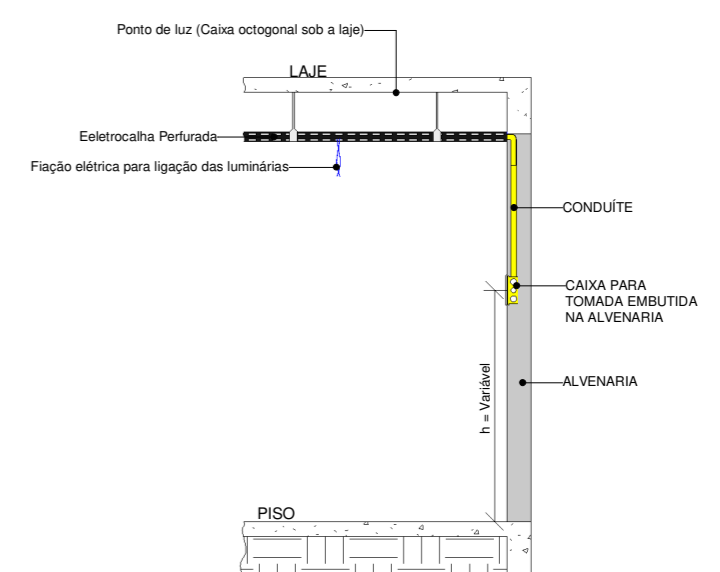 Ponto de luz (Caixa octogonal sob a laje)
LAJE
Eeletrocalha Perfurada
Fiação elétrica para ligação das luminárias
CONDUÍTE
CAIXA PARA
TOMADA EMBUTIDA
NA ALVENARIA
ALVENARIA
h = Variável
PISO